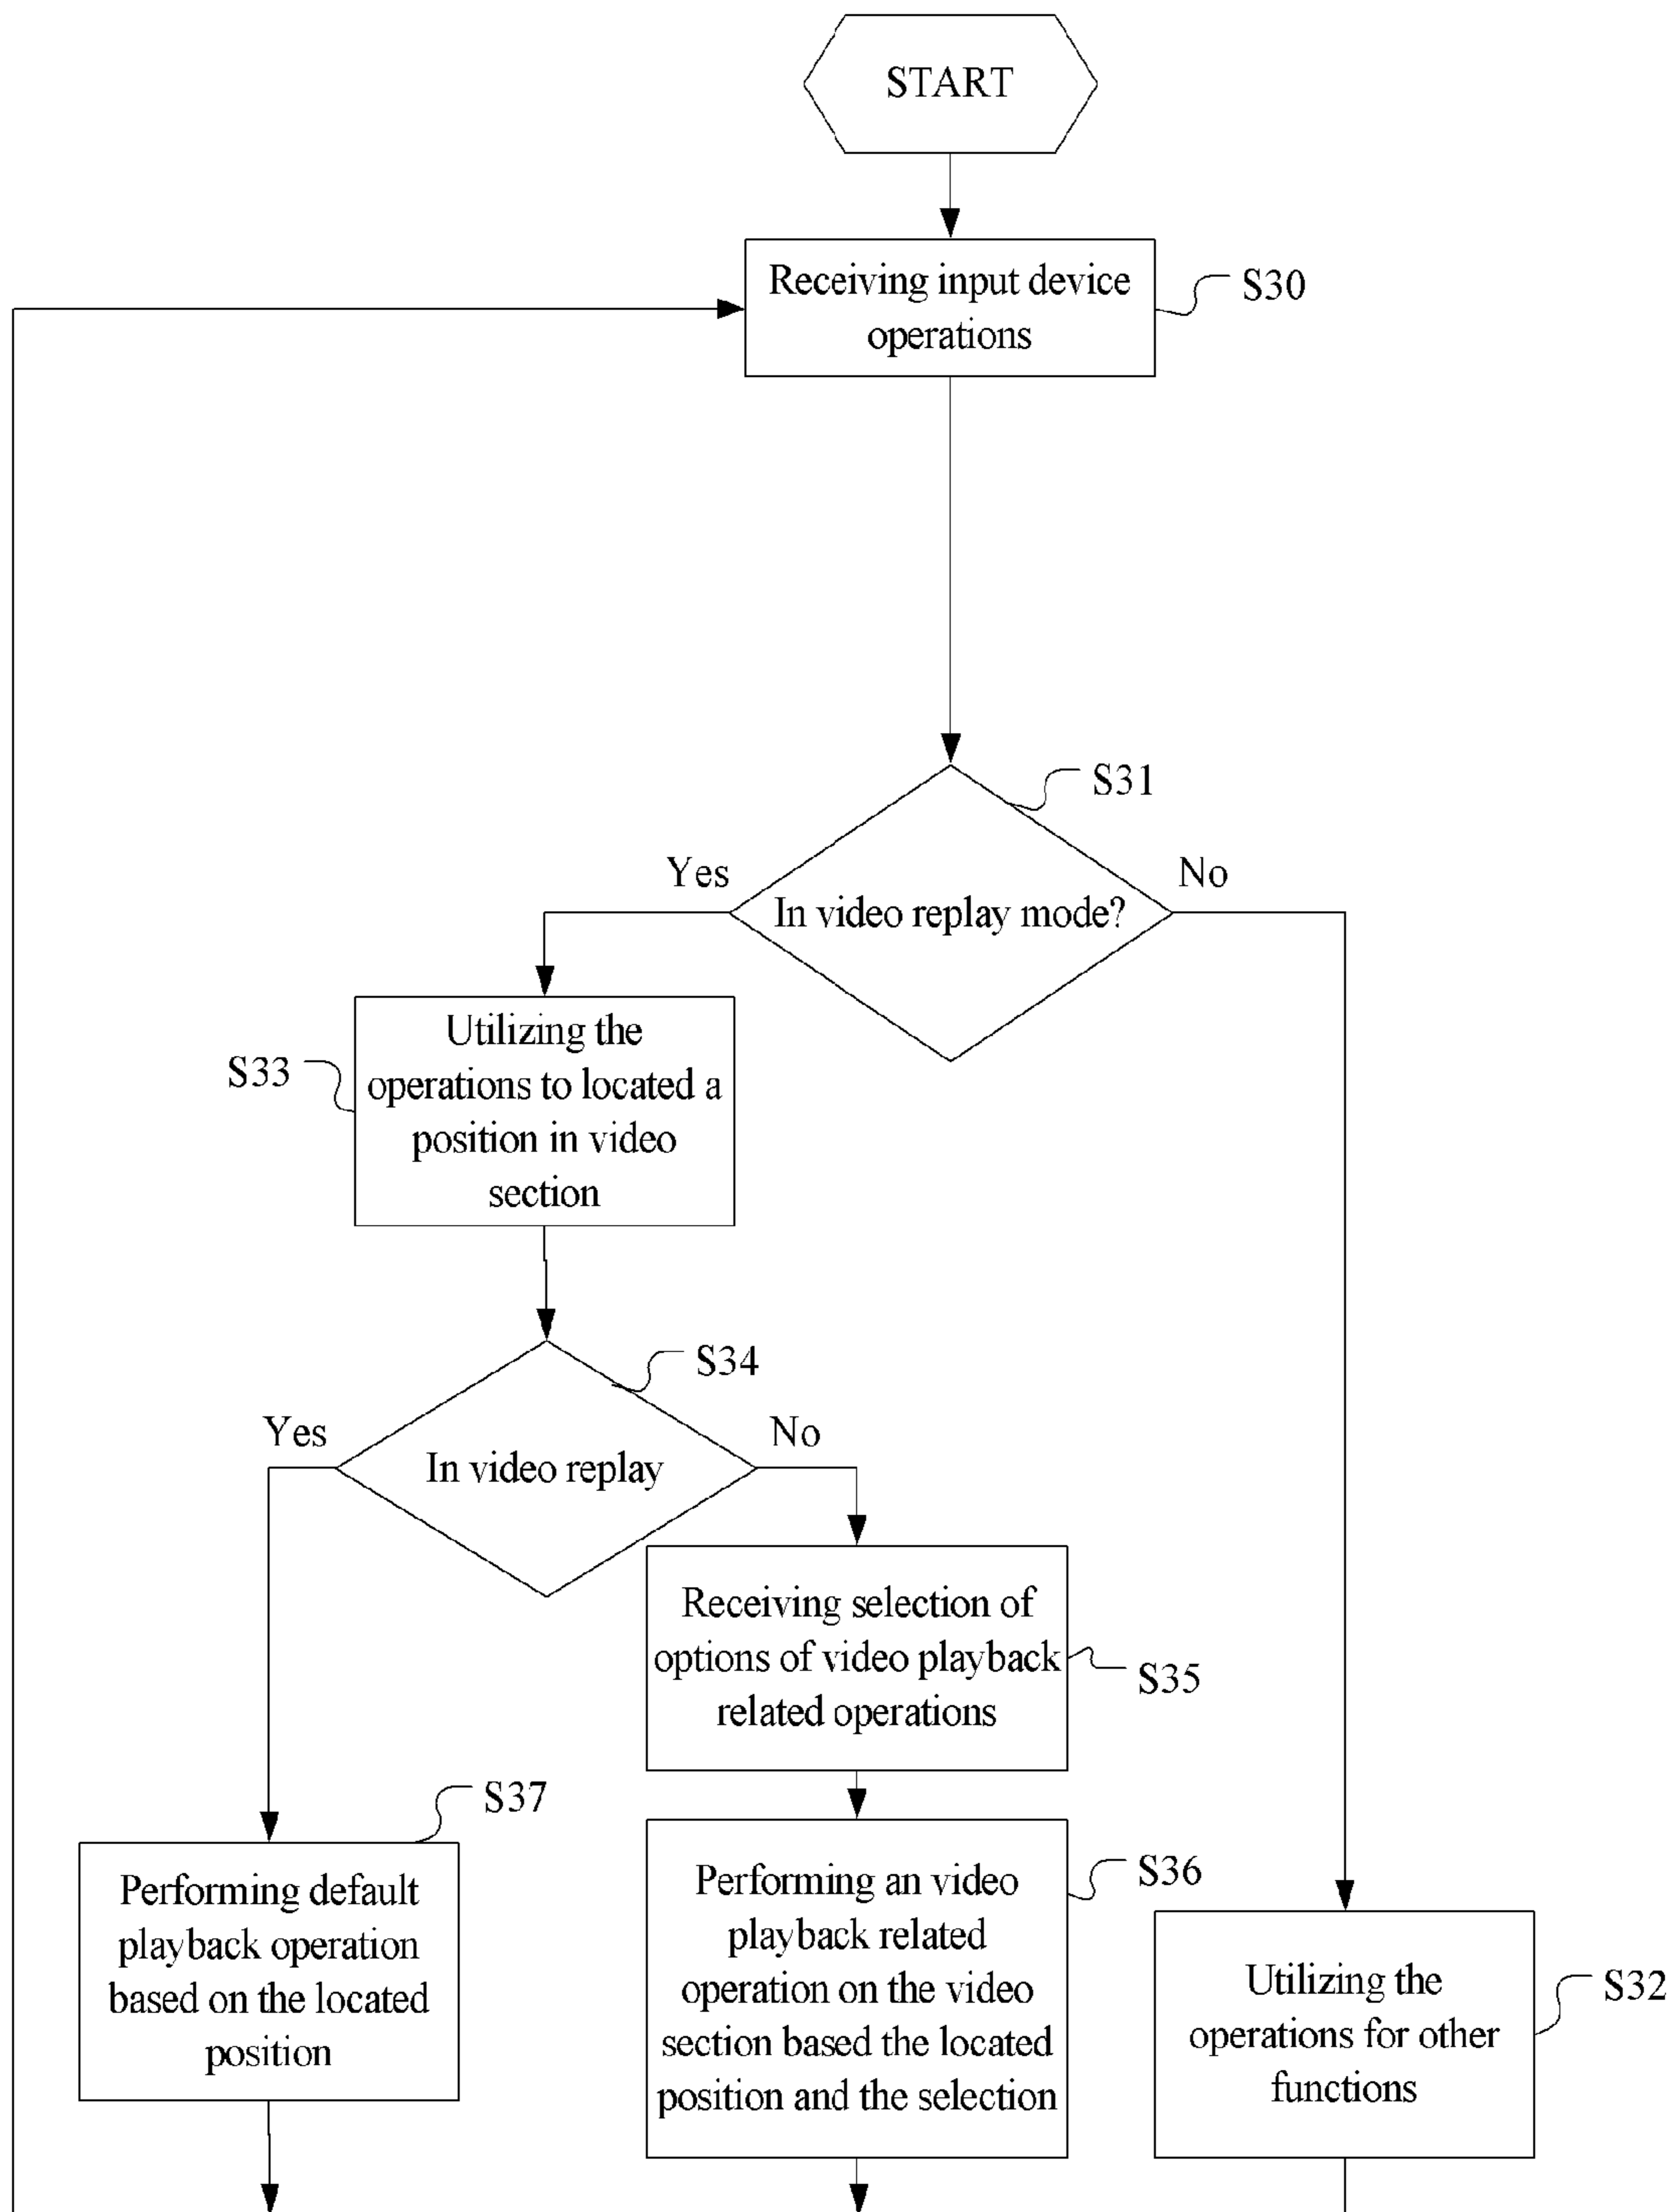 START
Receiving input device
operations
S30
S31
Yes
No
In video replay mode?
Utilizing the
operations to located a
position in video
section
S33
S34
Yes
No
In video replay
Receiving selection of
options of video playback
related operations
S35
S37
Performing default
playback operation
based on the located
position
Performing an video
playback related
operation on the video
section based the located
position and the selection
S36
Utilizing the
operations for other
functions
S32